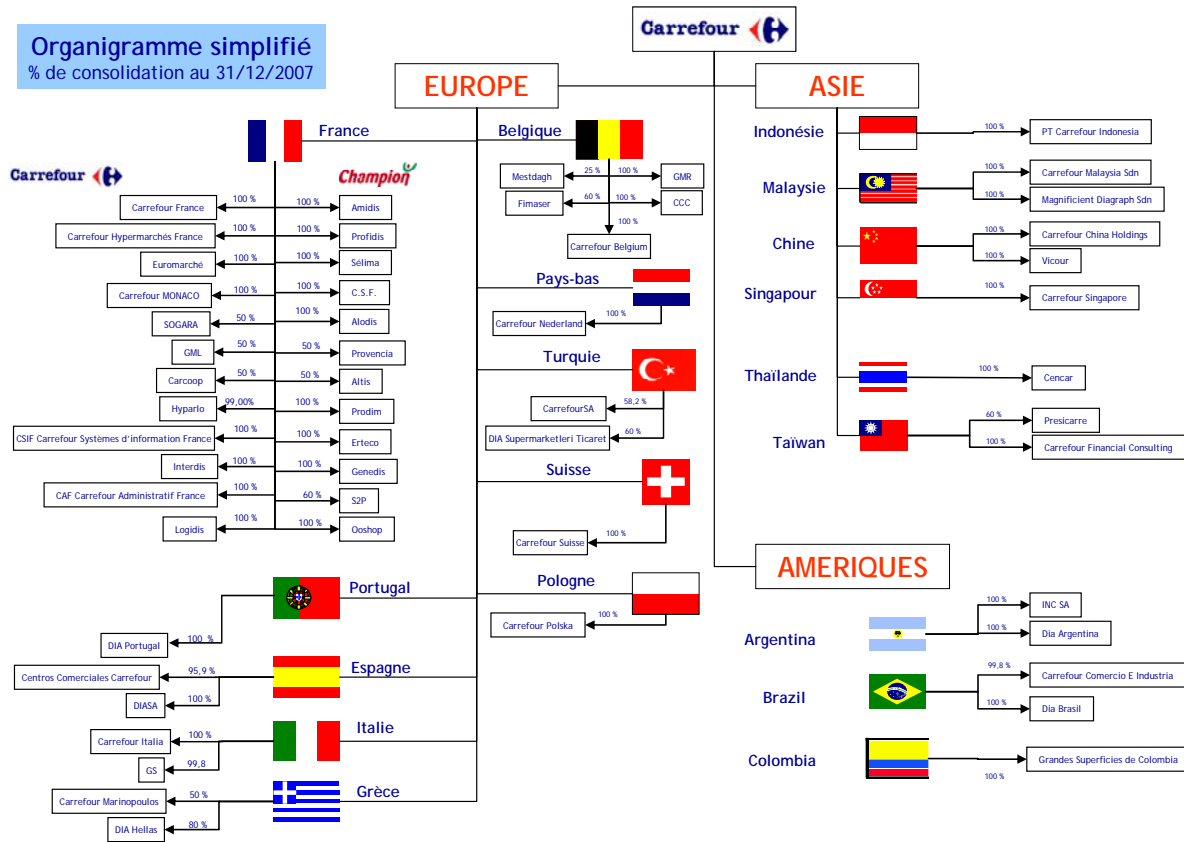 Organigramme simplifié
% de consolidation au 31/12/2007
Carrefour
EUROPE
ASIE
France
Carrefour
Champion
Carrefour France
100 %
100 %
Amidis
Carrefour Hypermarchés France
100 %
100 %
Profidis
Euromarché
100 %
100 %
Sélima
Carrefour MONACO
100 %
100 %
C.S.F.
SOGARA
50 %
100 %
Alodis
GML
50 %
50 %
Provencia
Carcoop
50 %
50 %
Altis
Hyparlo
99,00%
100 %
Prodim
CSIF Carrefour Systèmes d'information France
100 %
100 %
Erteco
Interdis
100 %
100 %
Genedis
CAF Carrefour Administratif France
100 %
60 %
S2P
Logidis
100 %
100 %
Ooshop
Portugal
DIA Portugal
100 %
Espagne
Centros Comerciales Carrefour
95,9 %
DIASA
100 %
Italie
Carrefour Italia
100 %
GS
99,8
Grèce
Carrefour Marinopoulos
50 %
DIA Hellas
80 %
Belgique
Mestdagh
25 %
100 %
GMR
Fimaser
60 %
100 %
CCC
100 %
Carrefour Belgium
Pays-bas
Carrefour Nederland
100 %
Turquie
CarrefourSA
58,2 %
DIA Supermarketleri Ticaret
60 %
Suisse
Carrefour Suisse
100 %
Pologne
Carrefour Polska
100 %
Indonésie
100 %
PT Carrefour Indonesia
Malaysie
100 %
Carrefour Malaysia Sdn
100 %
Magnificient Diagraph Sdn
Chine
100 %
Carrefour China Holdings
100 %
Vicour
Singapour
100 %
Carrefour Singapore
Thaïlande
100 %
Cencar
Taïwan
60 %
Presicarre
100 %
Carrefour Financial Consulting
AMERIQUES
Argentina
100 %
INC SA
100 %
Dia Argentina
Brazil
99,8 %
Carrefour Comercio E Industria
100 %
Dia Brasil
Colombia
100 %
Grandes Superficies de Colombia